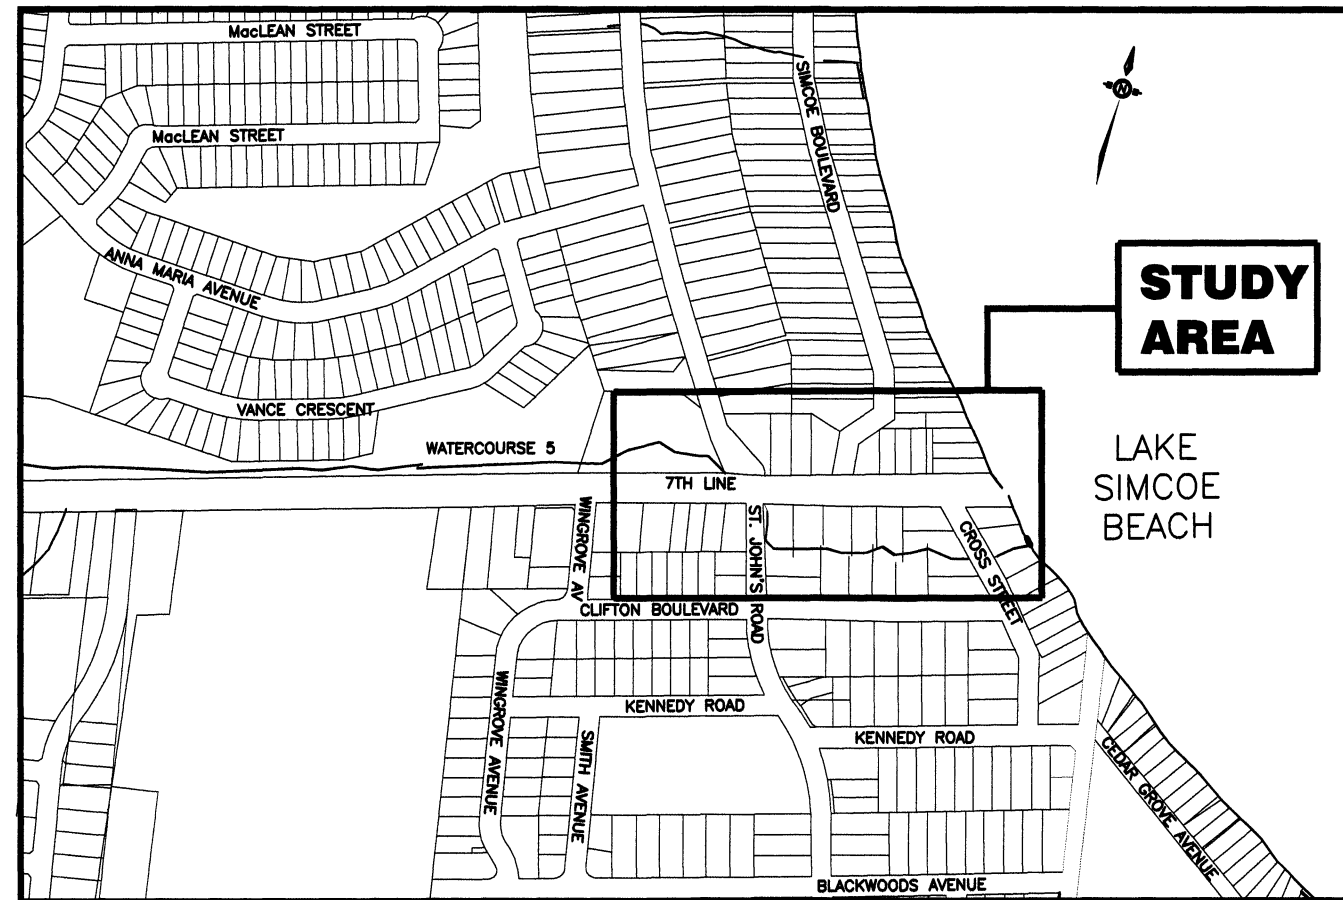 MacLEAN STREET
SIMCOE BOULEVARD
N
MacLEAN STREET
ANNA MARIA AVENUE
STUDY
AREA
VANCE CRESCENT
WATERCOURSE 5
LAKE
SIMCOE
BEACH
7TH LINE
WINGROVE AV
ST. JOHN'S ROAD
CROSS STREET
CLIFTON BOULEVARD
WINGROVE AVENUE
KENNEDY ROAD
SMITH AVENUE
KENNEDY ROAD
CEDAR GROVE AVENUE
BLACKWOODS AVENUE